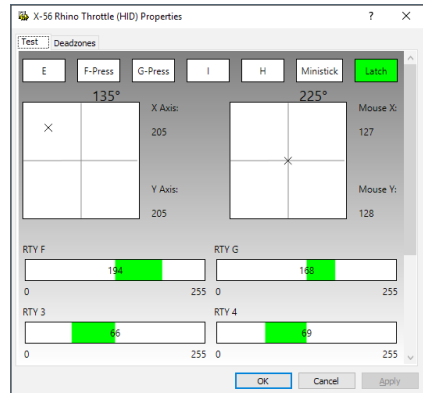 X-56 Rhino Throttle (HID) Properties ? ×
Test Deadzones
E F-Press G-Press I H Ministick Latch
135° 225°
X Axis: Mouse X:
205 127
Y Axis: Mouse Y:
205 128
RTY F RTY G
194 168
0 255 0 255
RTY 3 RTY 4
66 69
0 255 0 255
OK Cancel Apply